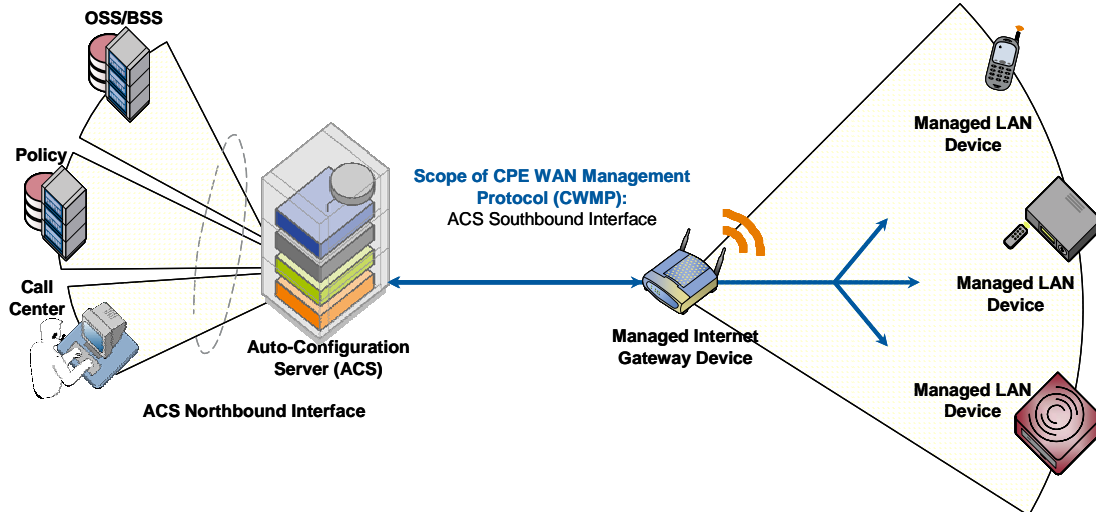 OSS/BSS
Policy
Call
Center
ACS Northbound Interface
Auto-Configuration
Server (ACS)
Scope of CPE WAN Management
Protocol (CWMP):
ACS Southbound Interface
Managed Internet
Gateway Device
Managed LAN
Device
Managed LAN
Device
Managed LAN
Device